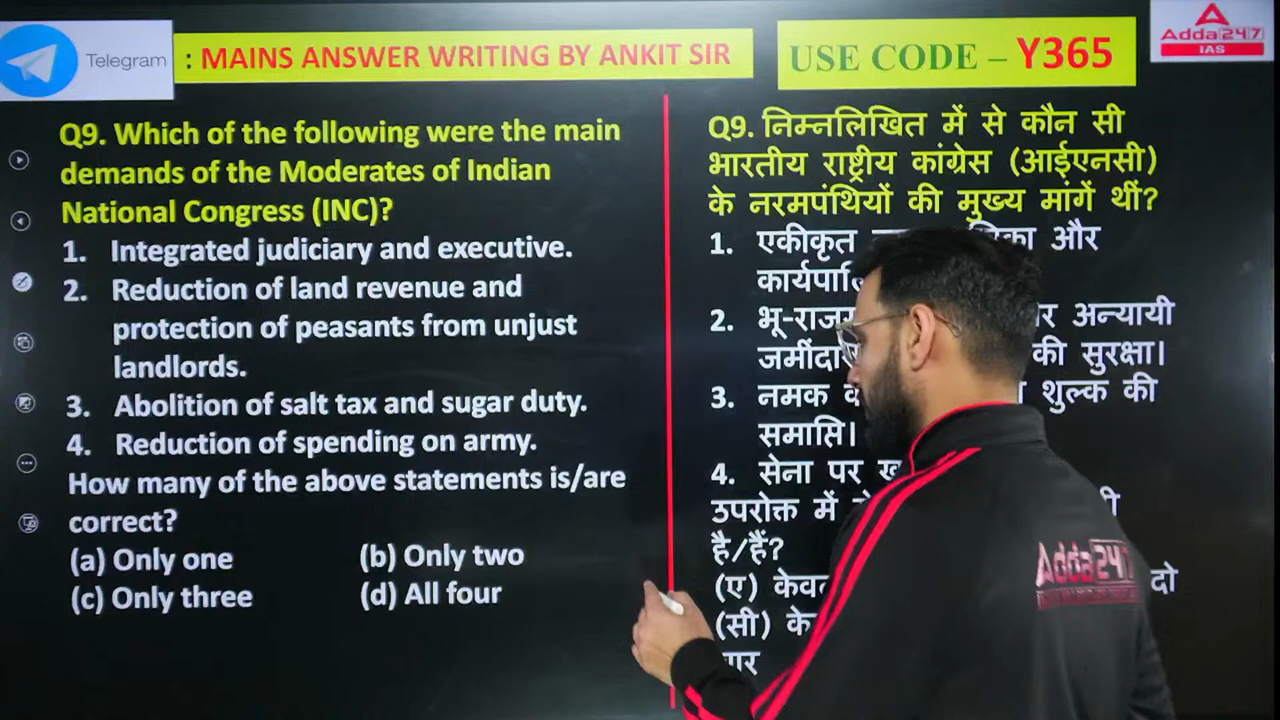 Telegram : MAINS ANSWER WRITING BY ANKIT SIR
USE CODE – Y365
Adda247
IAS
Q9. Which of the following were the main
demands of the Moderates of Indian
National Congress (INC)?
1. Integrated judiciary and executive.
2. Reduction of land revenue and
protection of peasants from unjust
landlords.
3. Abolition of salt tax and sugar duty.
4. Reduction of spending on army.
How many of the above statements is/are
correct?
(a) Only one (b) Only two
(c) Only three (d) All four
Q9. निम्नलिखित में से कौन सी
भारतीय राष्ट्रीय कांग्रेस (आईएनसी)
के नरमपंथियों की मुख्य मांगें थीं?
1. एकीकृत और
2. अन्यायी
की सुरक्षा।
3. नमक शुल्क की
समाप्ति।
4. सेना पर
उपरोक्त में
है/हैं?
(ए) दो
(सी)
Adda247